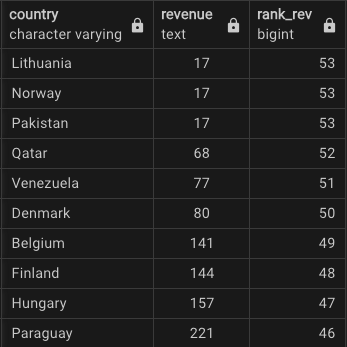 country revenue rank_rev
character varying text bigint
Lithuania 17 53
Norway 17 53
Pakistan 17 53
Qatar 68 52
Venezuela 77 51
Denmark 80 50
Belgium 141 49
Finland 144 48
Hungary 157 47
Paraguay 221 46